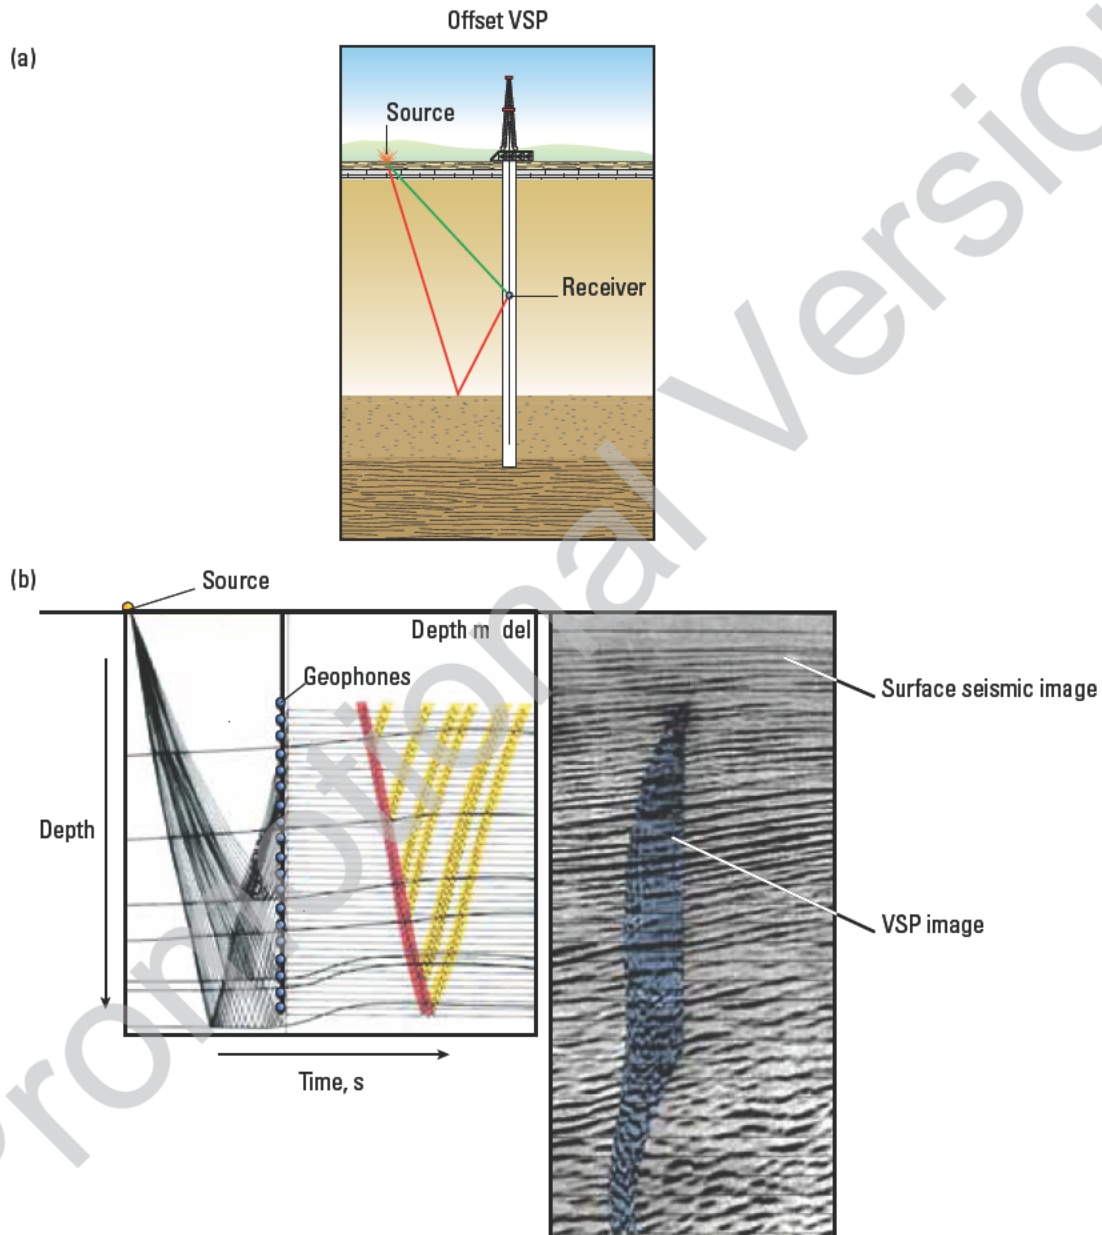 Offset VSP
(a)
Source
Receiver
(b)
Source
Depth m del
Geophones
Surface seismic image
Depth
VSP image
Time, s
Promotional Version